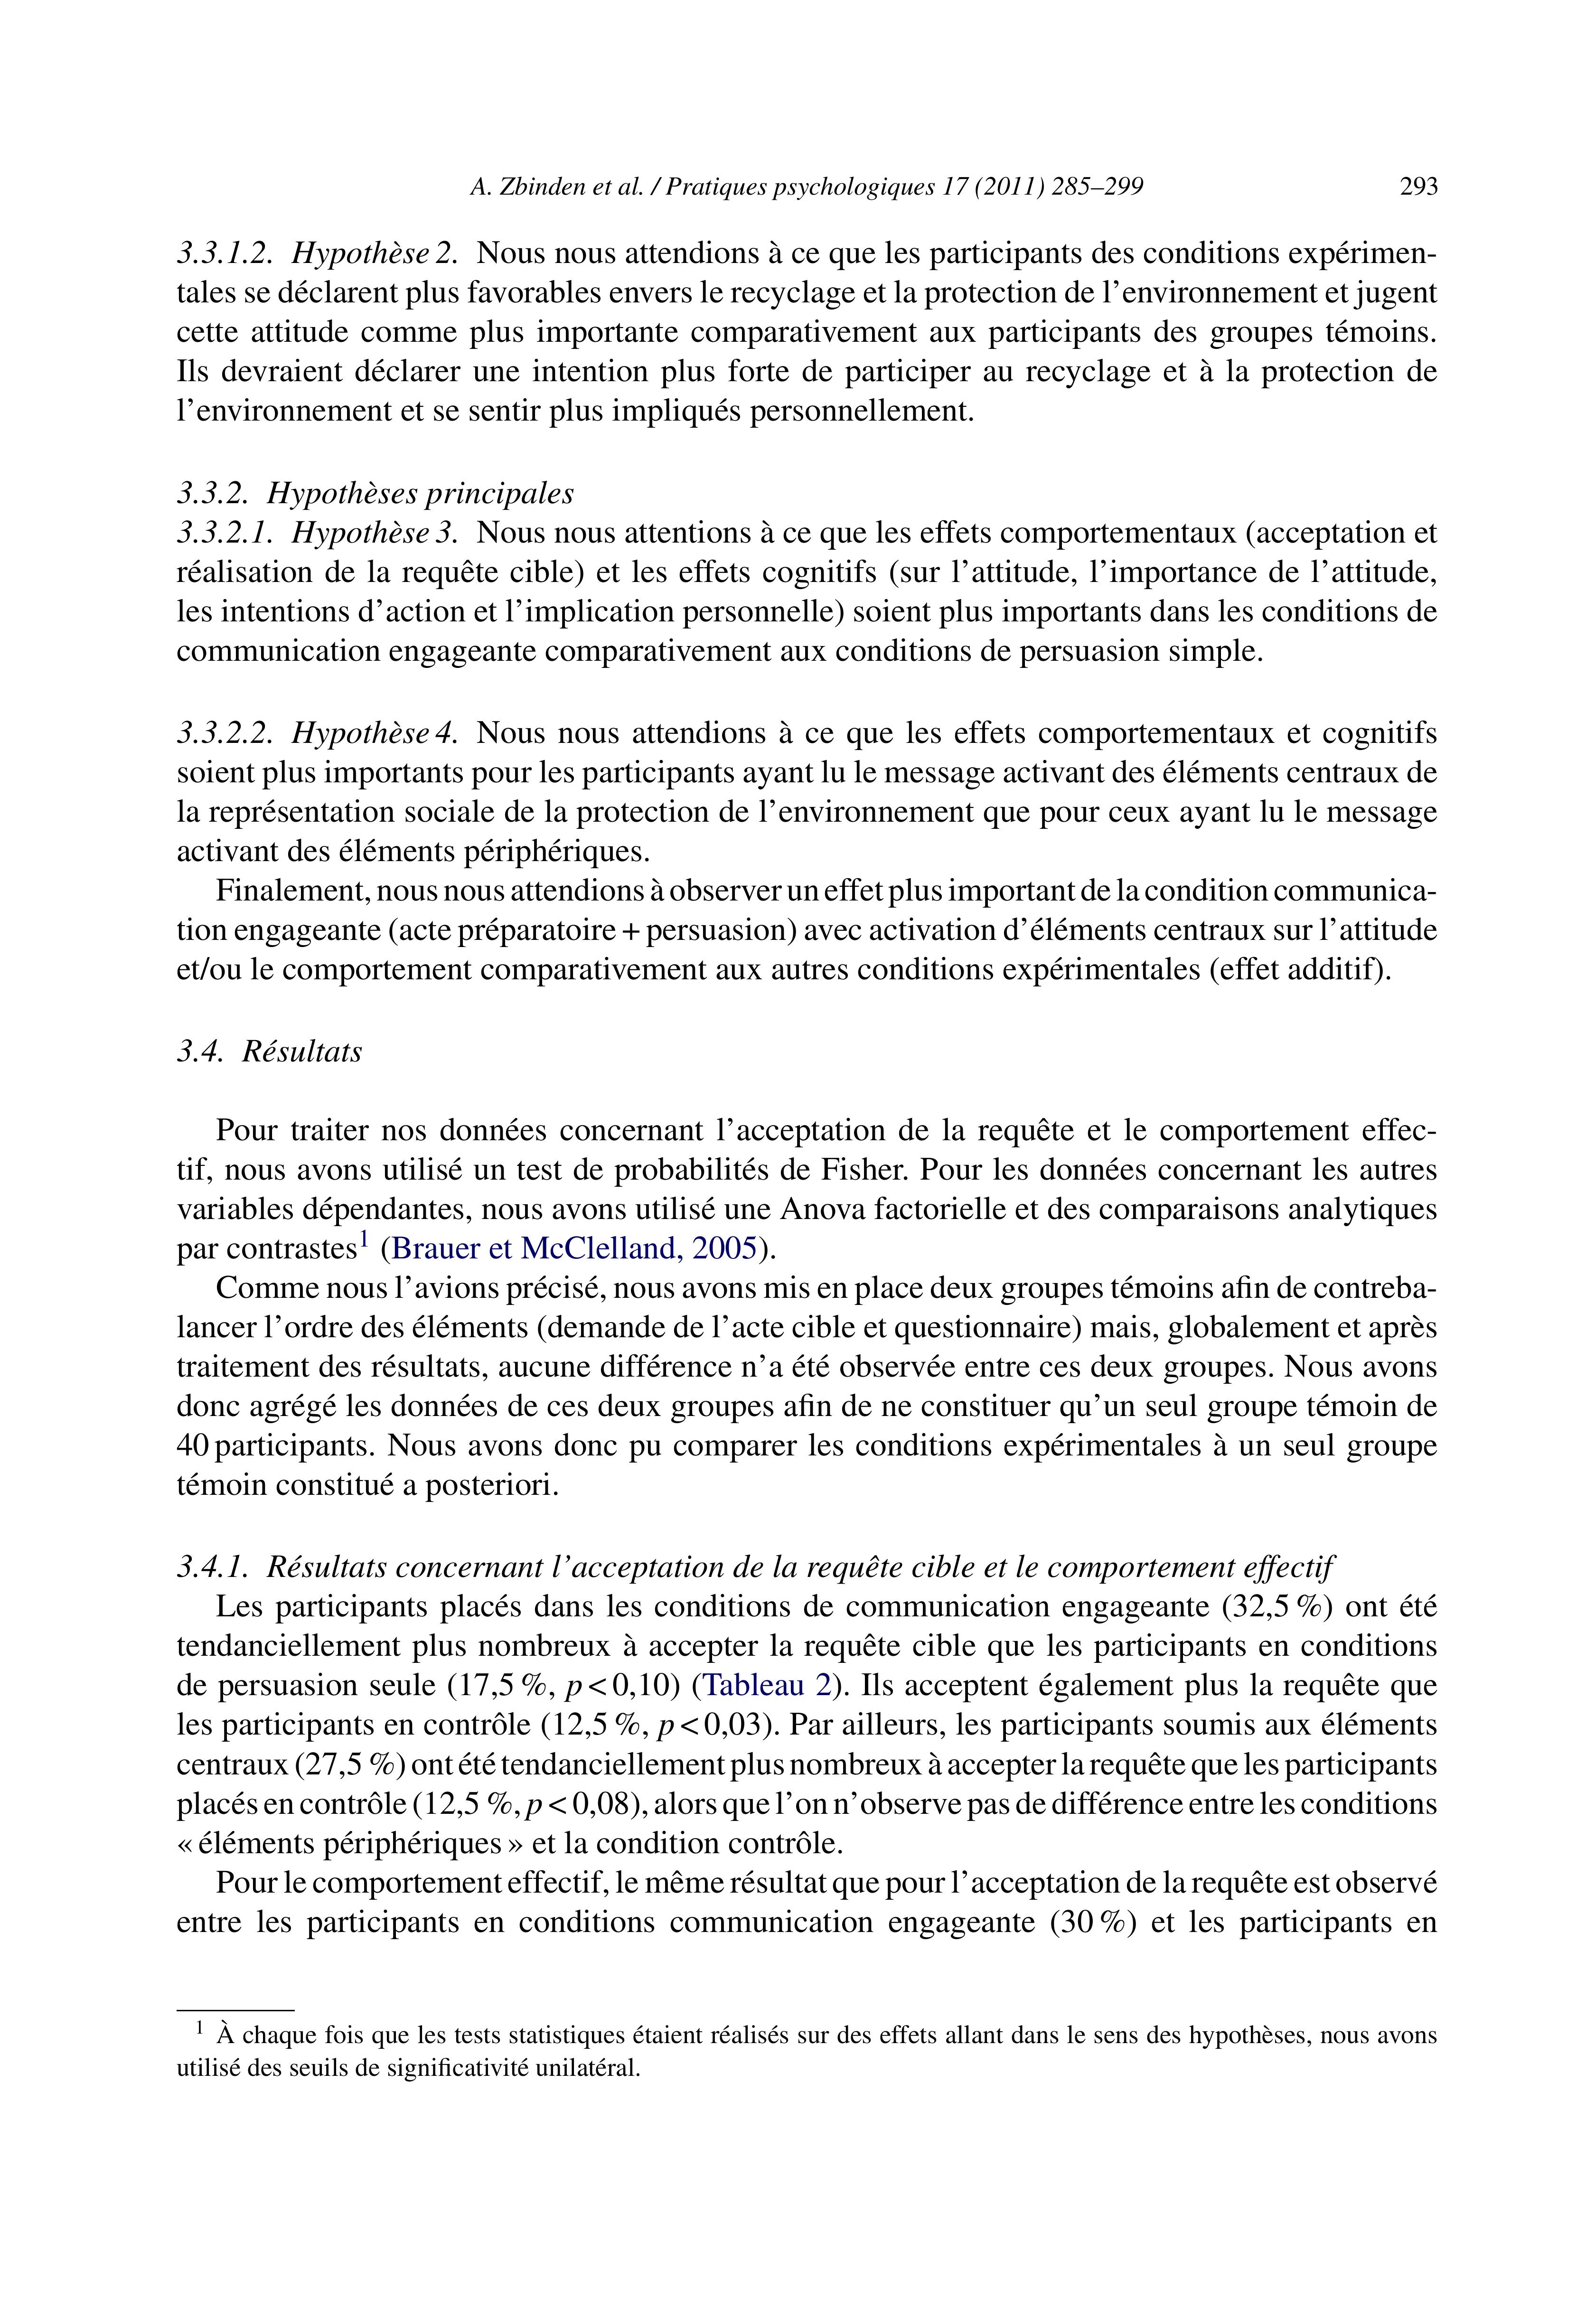 A. Zbinden et al. / Pratiques psychologiques 17 (2011) 285–299 293
3.3.1.2. Hypothèse 2. Nous nous attendions à ce que les participants des conditions expérimen-
tales se déclarent plus favorables envers le recyclage et la protection de l’environnement et jugent
cette attitude comme plus importante comparativement aux participants des groupes témoins.
Ils devraient déclarer une intention plus forte de participer au recyclage et à la protection de
l’environnement et se sentir plus impliqués personnellement.
3.3.2. Hypothèses principales
3.3.2.1. Hypothèse 3. Nous nous attentions à ce que les effets comportementaux (acceptation et
réalisation de la requête cible) et les effets cognitifs (sur l’attitude, l’importance de l’attitude,
les intentions d’action et l’implication personnelle) soient plus importants dans les conditions de
communication engageante comparativement aux conditions de persuasion simple.
3.3.2.2. Hypothèse 4. Nous nous attendions à ce que les effets comportementaux et cognitifs
soient plus importants pour les participants ayant lu le message activant des éléments centraux de
la représentation sociale de la protection de l’environnement que pour ceux ayant lu le message
activant des éléments périphériques.
Finalement, nous nous attendions à observer un effet plus important de la condition communica-
tion engageante (acte préparatoire + persuasion) avec activation d’éléments centraux sur l’attitude
et/ou le comportement comparativement aux autres conditions expérimentales (effet additif).
3.4. Résultats
Pour traiter nos données concernant l’acceptation de la requête et le comportement effec-
tif, nous avons utilisé un test de probabilités de Fisher. Pour les données concernant les autres
variables dépendantes, nous avons utilisé une Anova factorielle et des comparaisons analytiques
par contrastes1 (Brauer et McClelland, 2005).
Comme nous l’avions précisé, nous avons mis en place deux groupes témoins afin de contreba-
lancer l’ordre des éléments (demande de l’acte cible et questionnaire) mais, globalement et après
traitement des résultats, aucune différence n’a été observée entre ces deux groupes. Nous avons
donc agrégé les données de ces deux groupes afin de ne constituer qu’un seul groupe témoin de
40 participants. Nous avons donc pu comparer les conditions expérimentales à un seul groupe
témoin constitué a posteriori.
3.4.1. Résultats concernant l’acceptation de la requête cible et le comportement effectif
Les participants placés dans les conditions de communication engageante (32,5 %) ont été
tendanciellement plus nombreux à accepter la requête cible que les participants en conditions
de persuasion seule (17,5 %, p < 0,10) (Tableau 2). Ils acceptent également plus la requête que
les participants en contrôle (12,5 %, p < 0,03). Par ailleurs, les participants soumis aux éléments
centraux (27,5 %) ont été tendanciellement plus nombreux à accepter la requête que les participants
placés en contrôle (12,5 %, p < 0,08), alors que l’on n’observe pas de différence entre les conditions
« éléments périphériques » et la condition contrôle.
Pour le comportement effectif, le même résultat que pour l’acceptation de la requête est observé
entre les participants en conditions communication engageante (30 %) et les participants en
1 À chaque fois que les tests statistiques étaient réalisés sur des effets allant dans le sens des hypothèses, nous avons
utilisé des seuils de significativité unilatéral.